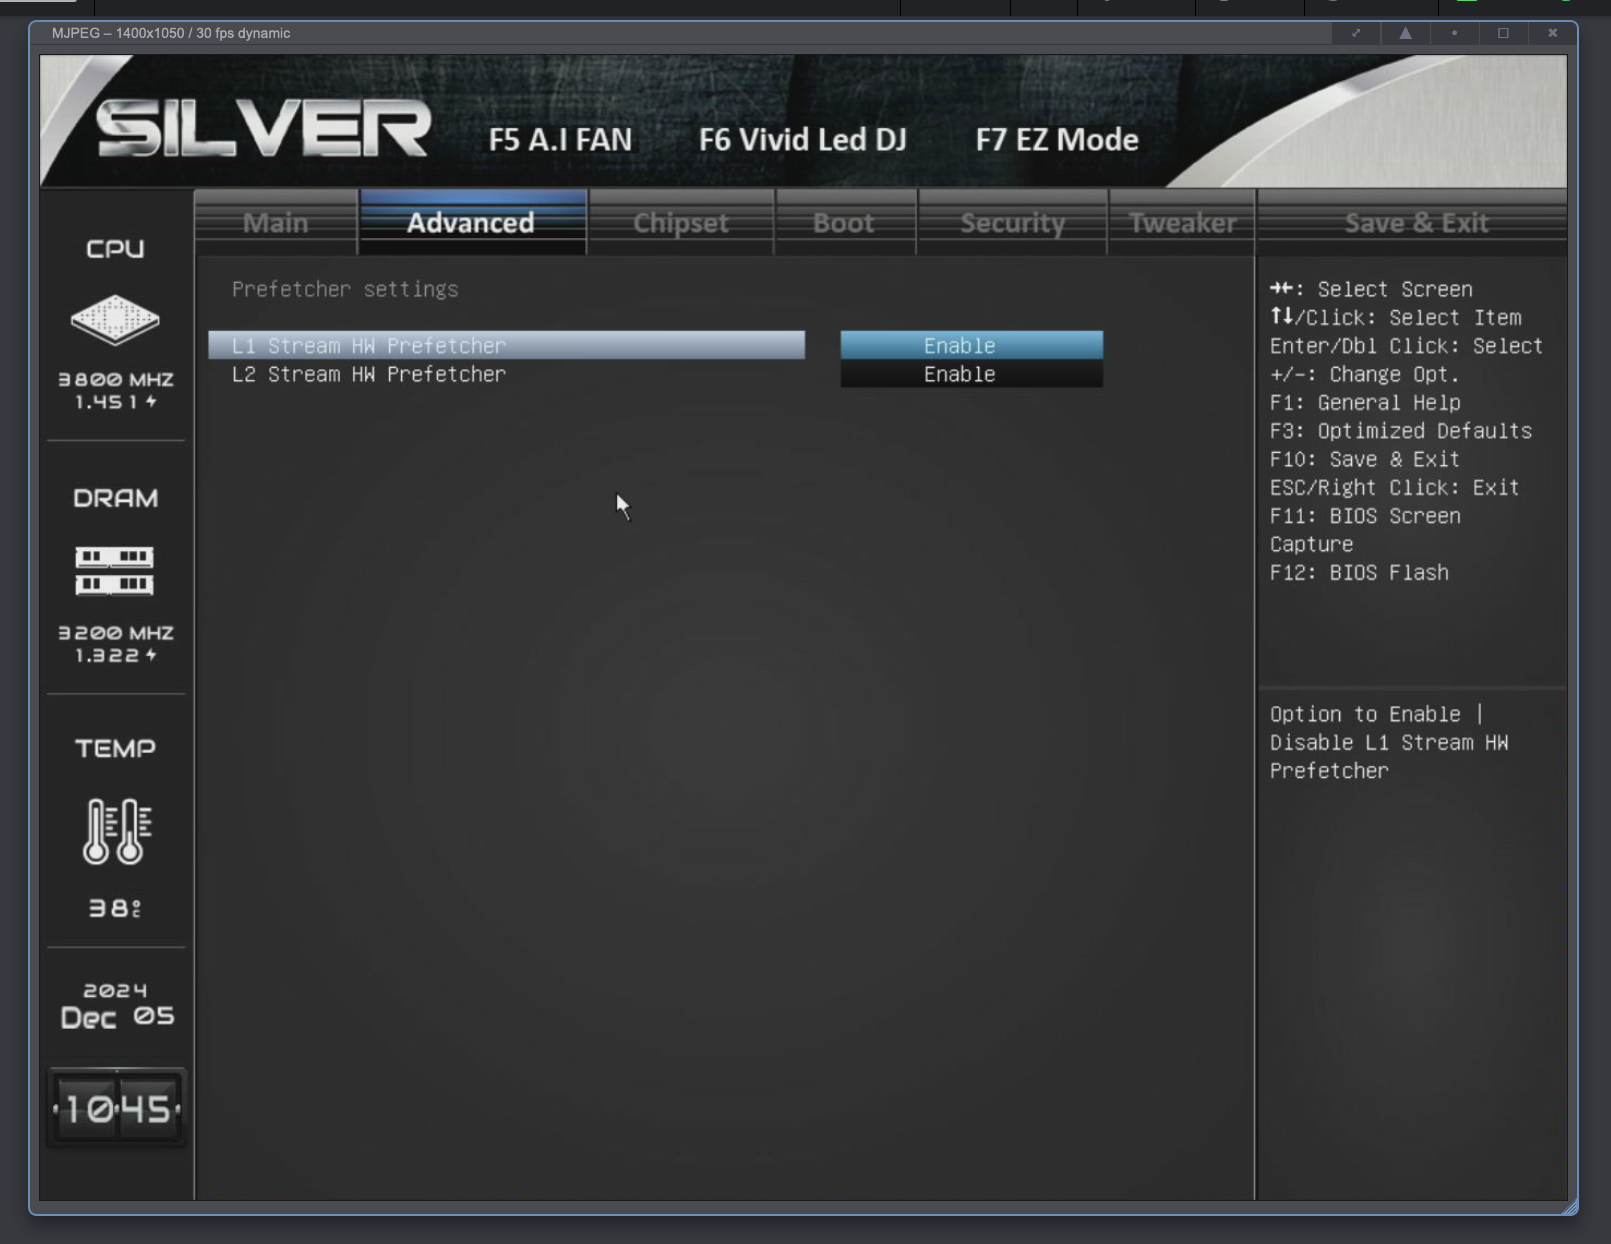 MJPEG – 1400x1050 / 30 fps dynamic
SILVER
F5 A.I FAN F6 Vivid Led DJ F7 EZ Mode
Main Advanced Chipset Boot Security Tweaker Save & Exit
CPU
3800 MHZ
1.451
DRAM
3200 MHZ
1.322
TEMP
38°C
2024
Dec 05
10:45
Prefetcher settings
L1 Stream HW Prefetcher Enable
L2 Stream HW Prefetcher Enable
→←: Select Screen
↑↓/Click: Select Item
Enter/Dbl Click: Select
+/-: Change Opt.
F1: General Help
F3: Optimized Defaults
F10: Save & Exit
ESC/Right Click: Exit
F11: BIOS Screen
Capture
F12: BIOS Flash
Option to Enable |
Disable L1 Stream HW
Prefetcher